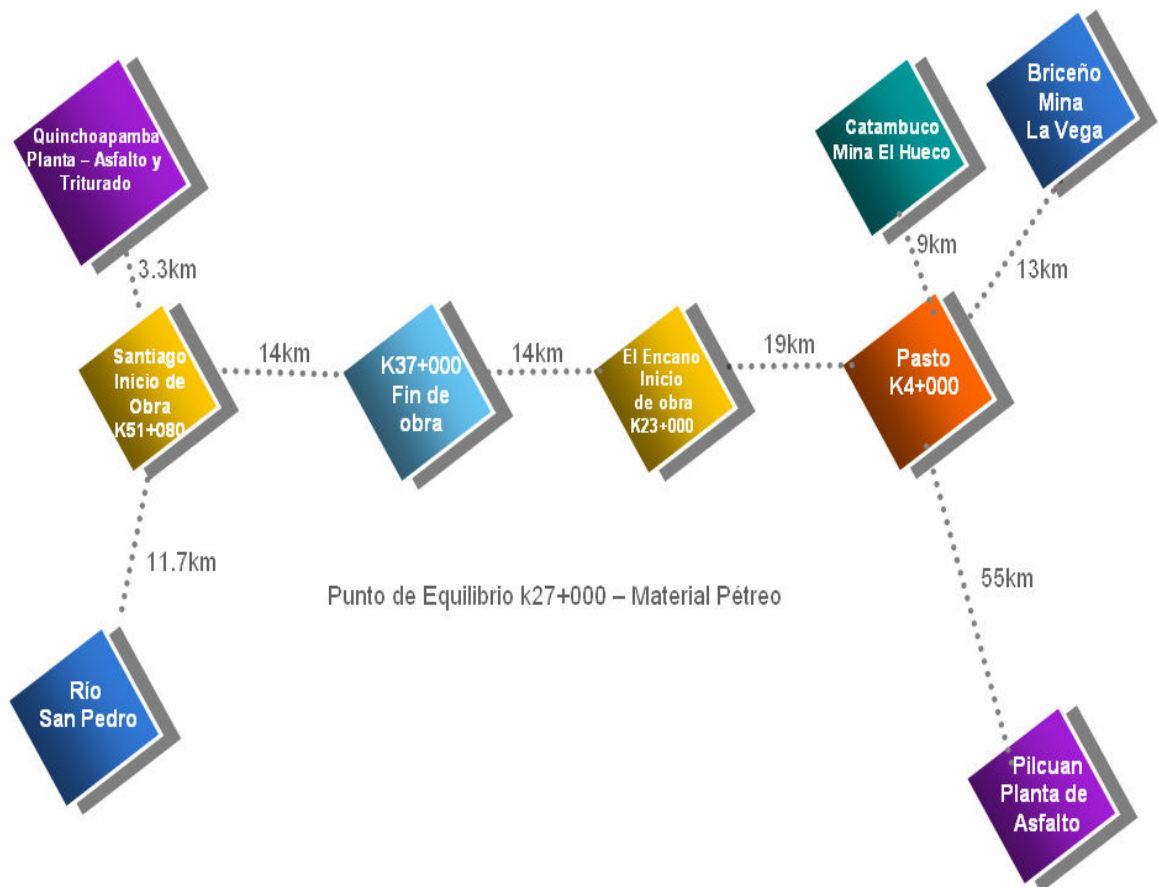 Quinchoapamba
Planta – Asfalto y
Triturado
Catambuco
Mina El Hueco
Briceño
Mina
La Vega
3.3km
9km
13km
Santiago
Inicio de
Obra
K51+080
14km
K37+000
Fin de
obra
14km
El Encano
Inicio
de obra
K23+000
19km
Pasto
K4+000
11.7km
55km
Punto de Equilibrio k27+000 – Material Pétreo
Río
San Pedro
Pilcuan
Planta de
Asfalto